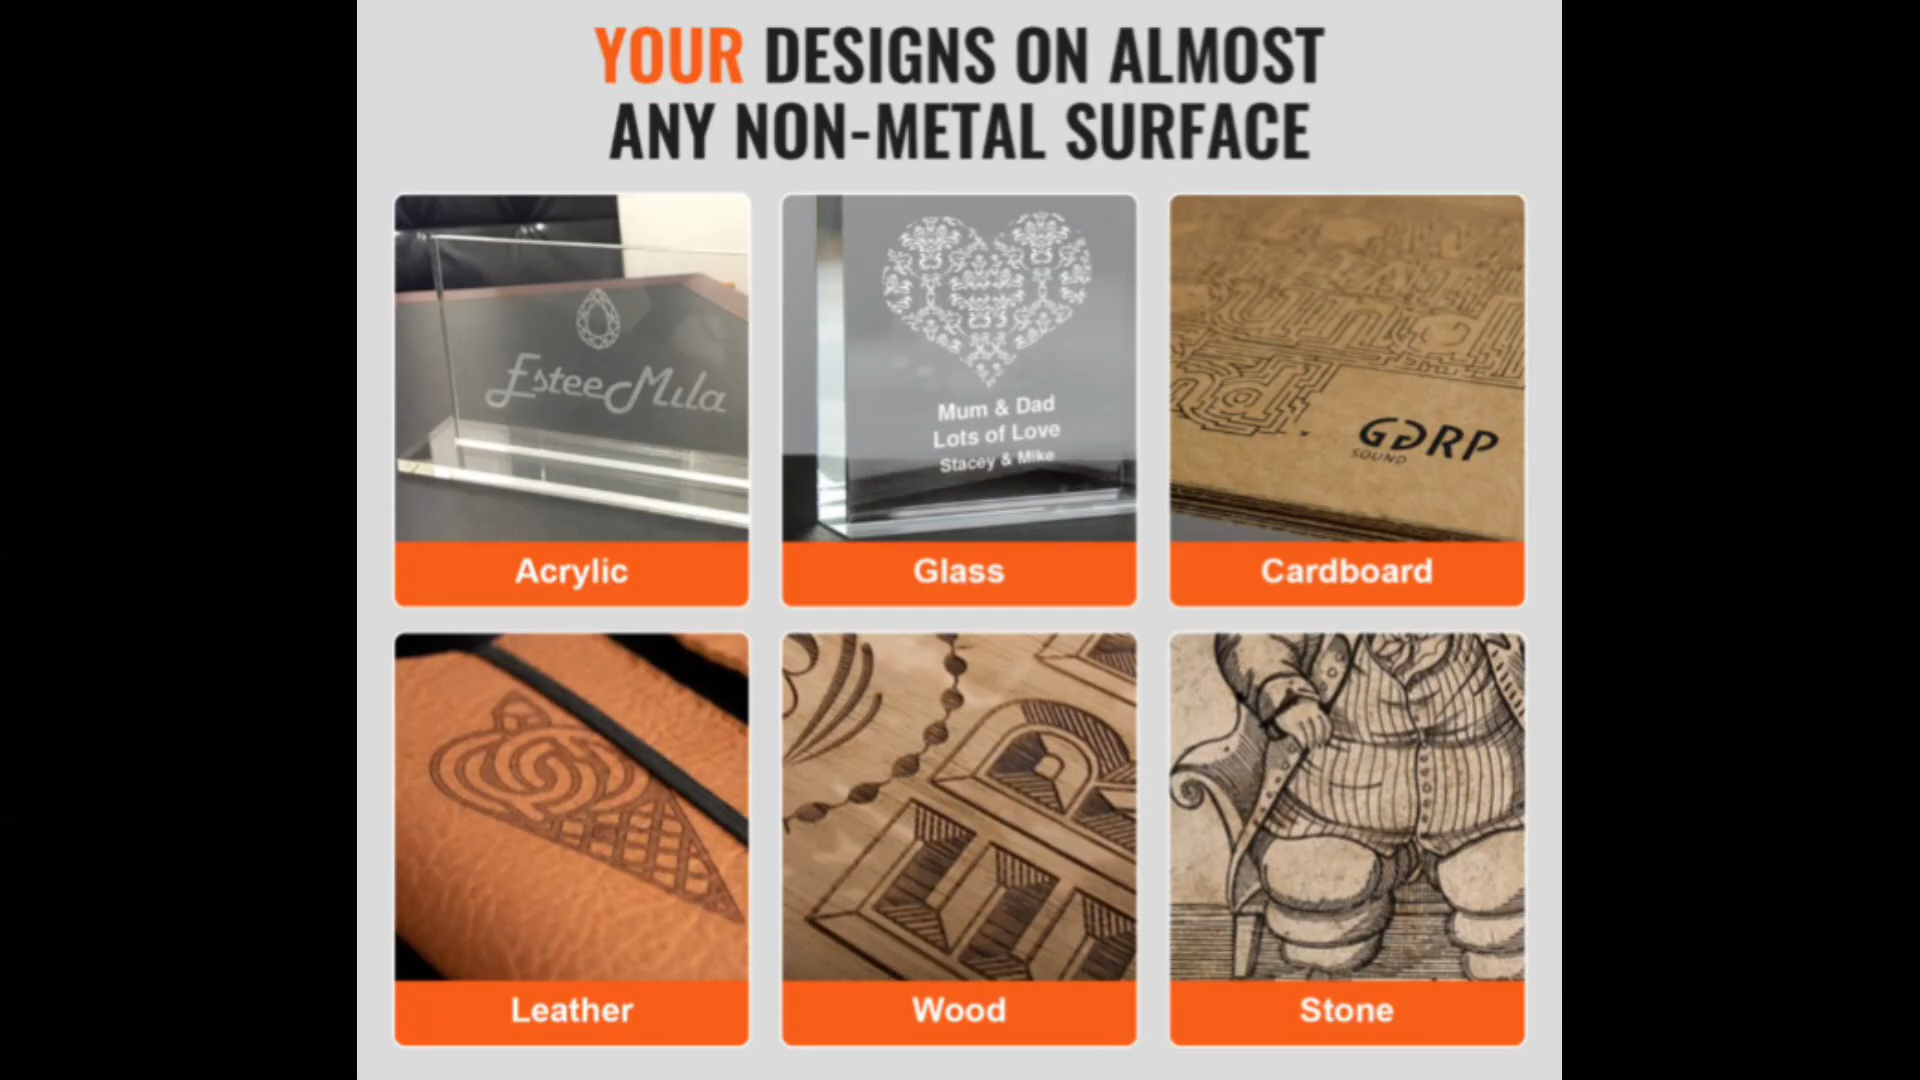 YOUR DESIGNS ON ALMOST
ANY NON-METAL SURFACE
EsteeMila
Mum & Dad
Lots of Love
Stacey & Mike
GGRP
SOUND
Acrylic
Glass
Cardboard
Leather
Wood
Stone